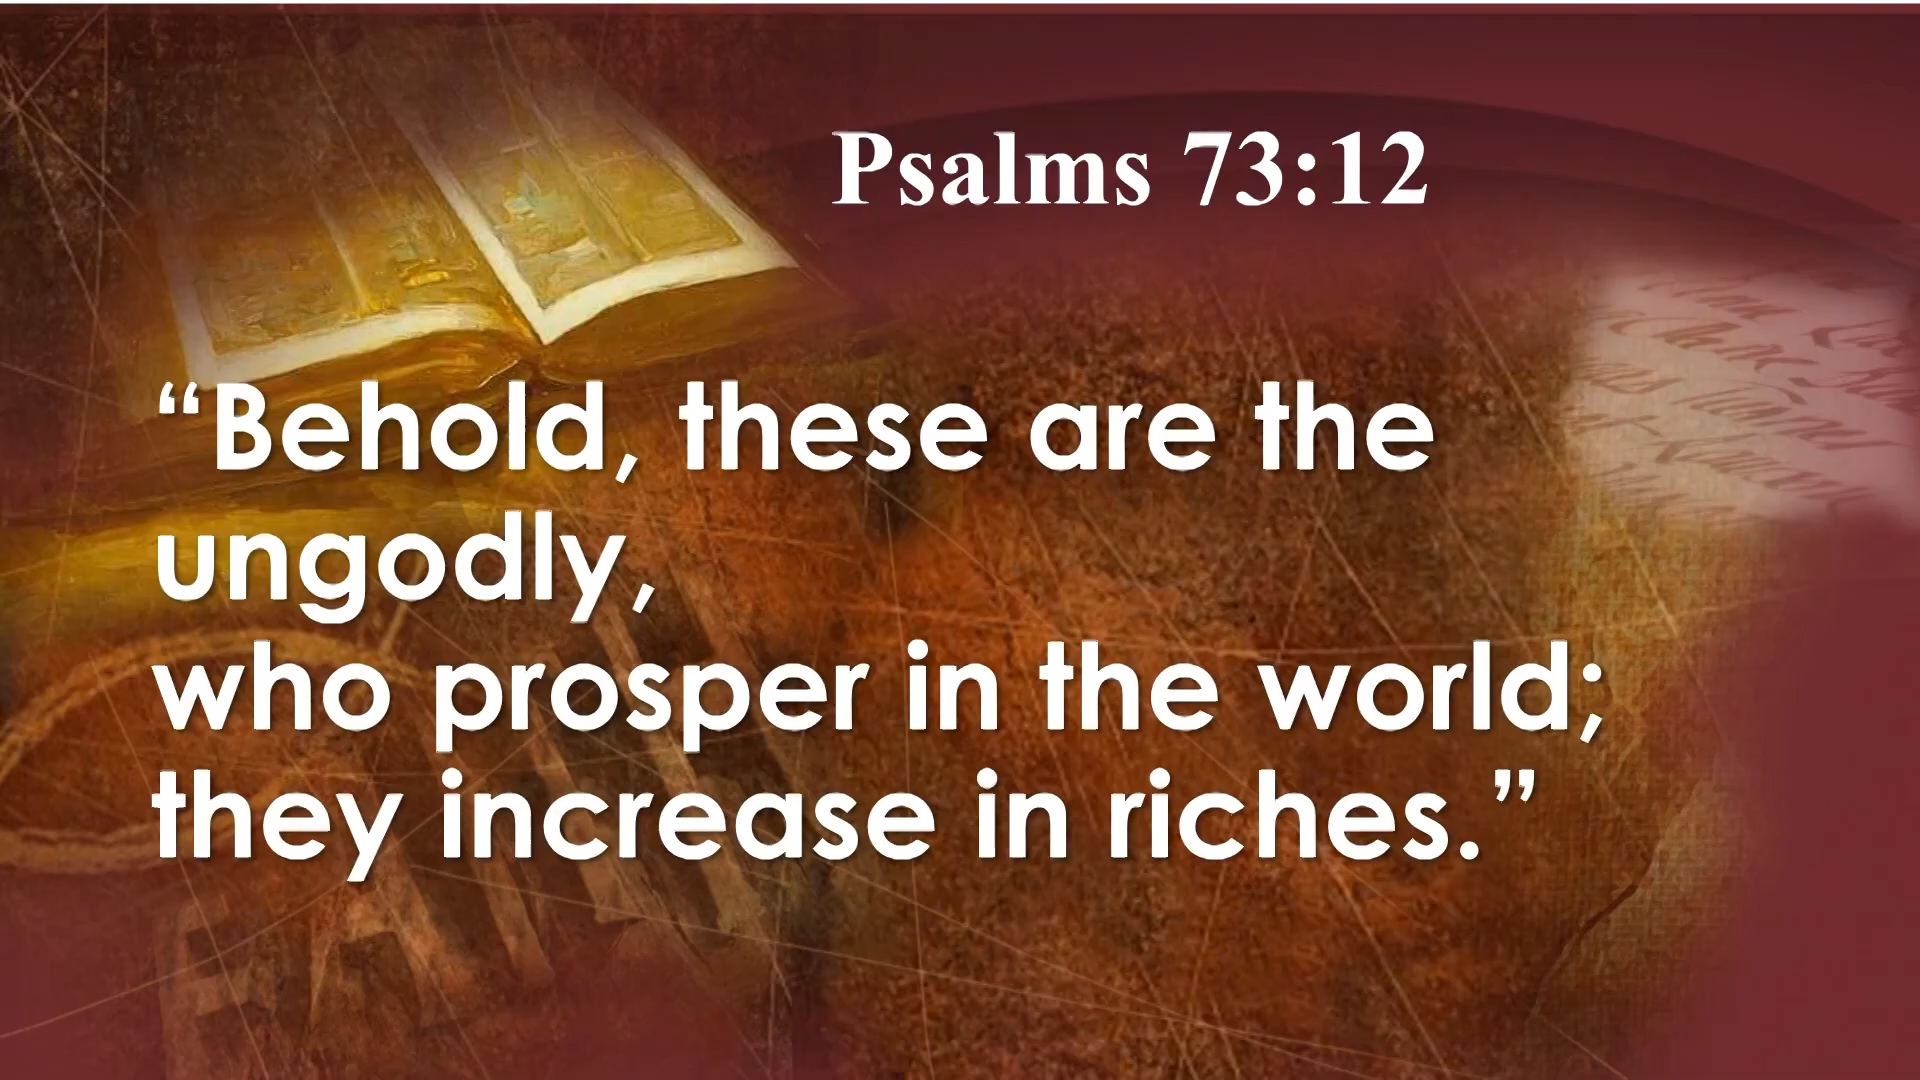 Psalms 73:12
“Behold, these are the
ungodly,
who prosper in the world;
they increase in riches.”